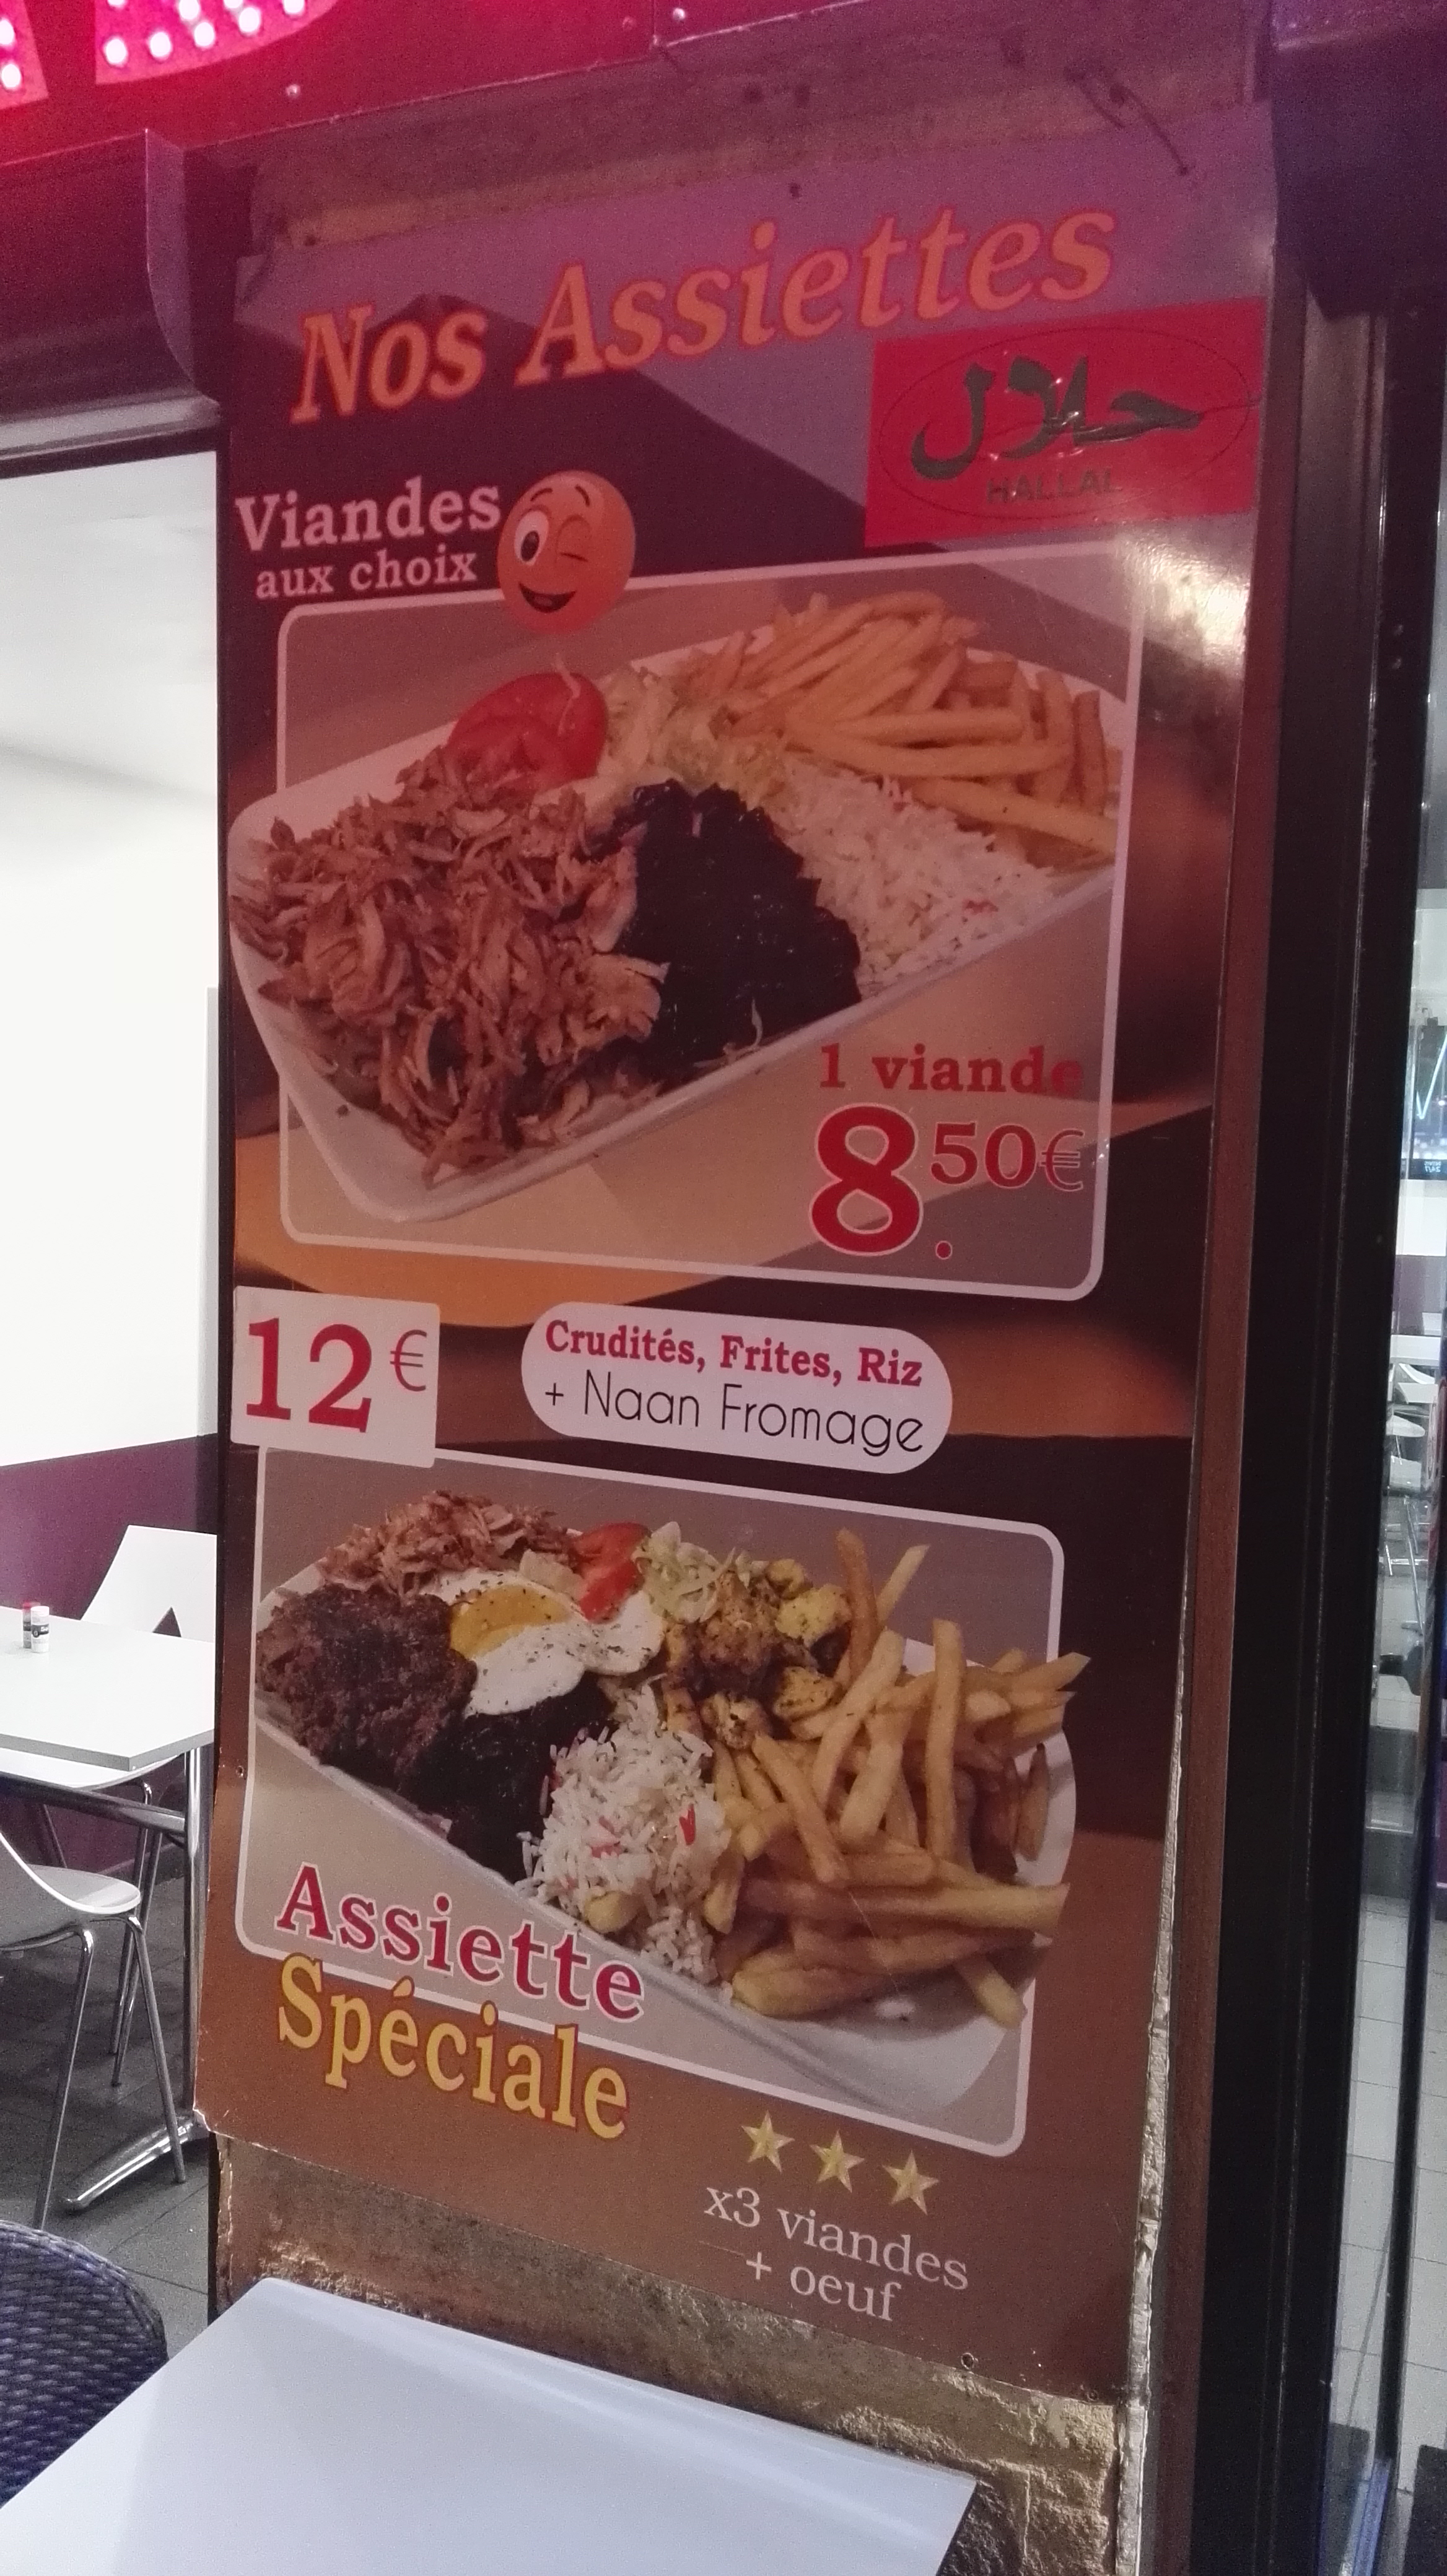 Nos Assiettes
حلال
HALLAL
Viandes
aux choix
1 viande
8.50€
12€
Crudités, Frites, Riz
+ Naan Fromage
Assiette
Spéciale
x3 viandes
+ oeuf